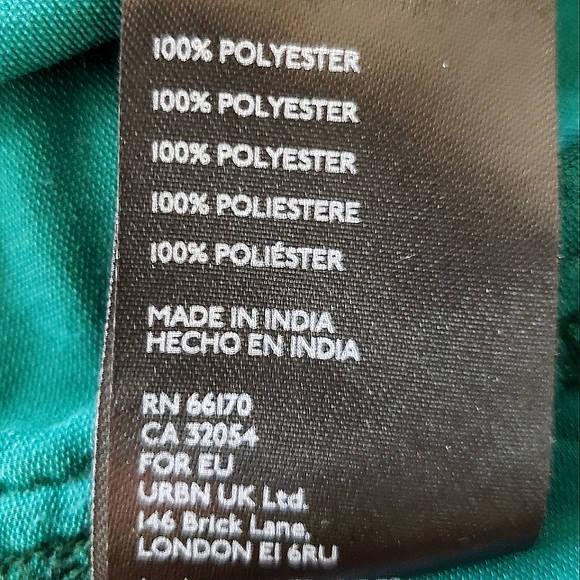 100% POLYESTER
100% POLYESTER
100% POLYESTER
100% POLIESTERE
100% POLIÉSTER
MADE IN INDIA
HECHO EN INDIA
RN 66170
CA 32054
FOR EU
URBN UK Ltd.
146 Brick Lane,
LONDON E1 6RU